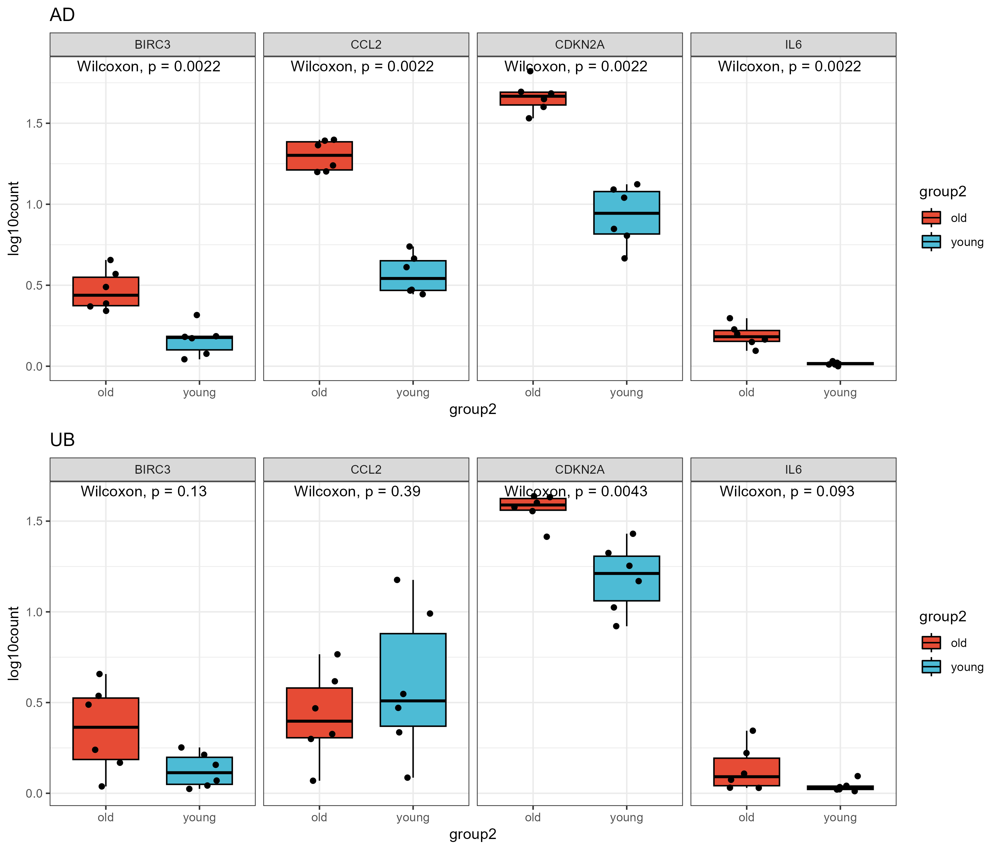 AD
BIRC3 CCL2 CDKN2A IL6
Wilcoxon, p = 0.0022 Wilcoxon, p = 0.0022 Wilcoxon, p = 0.0022 Wilcoxon, p = 0.0022
1.5
1.0
0.5
0.0
log10count
old young old young old young old young
group2
group2
old
young
UB
BIRC3 CCL2 CDKN2A IL6
Wilcoxon, p = 0.13 Wilcoxon, p = 0.39 Wilcoxon, p = 0.0043 Wilcoxon, p = 0.093
1.5
1.0
0.5
0.0
log10count
old young old young old young old young
group2
group2
old
young